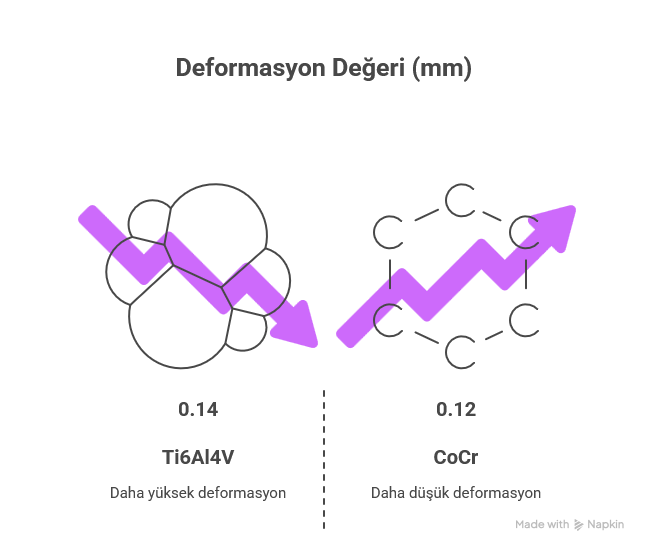 Deformasyon Değeri (mm)
0.14
0.12
Ti6Al4V
CoCr
Daha yüksek deformasyon
Daha düşük deformasyon
Made with Napkin